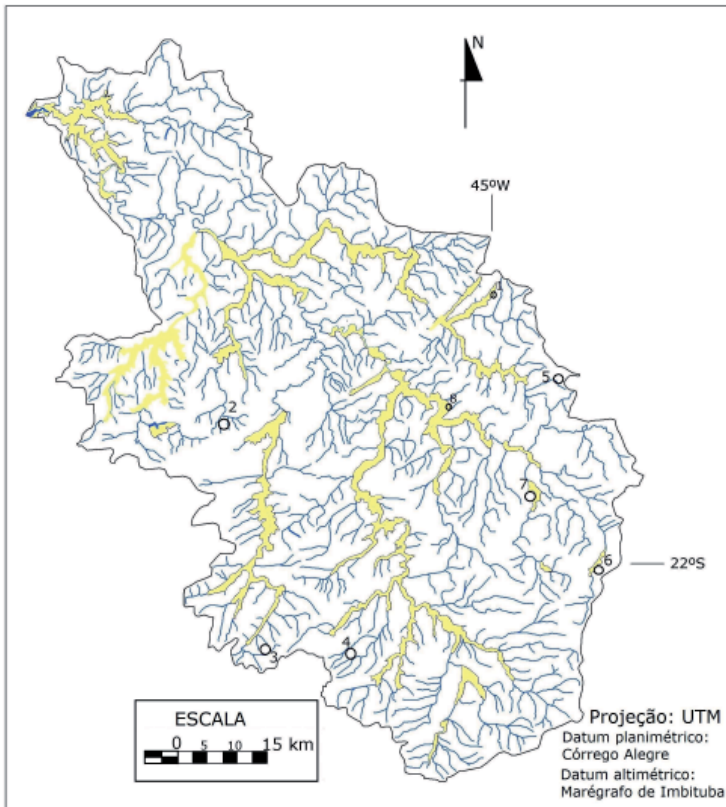 N
45ºW
1
5
8
2
7
6
22ºS
3
4
ESCALA
0 5 10 15 km
Projeção: UTM
Datum planimétrico:
Córrego Alegre
Datum altimétrico:
Marégrafo de Imbituba